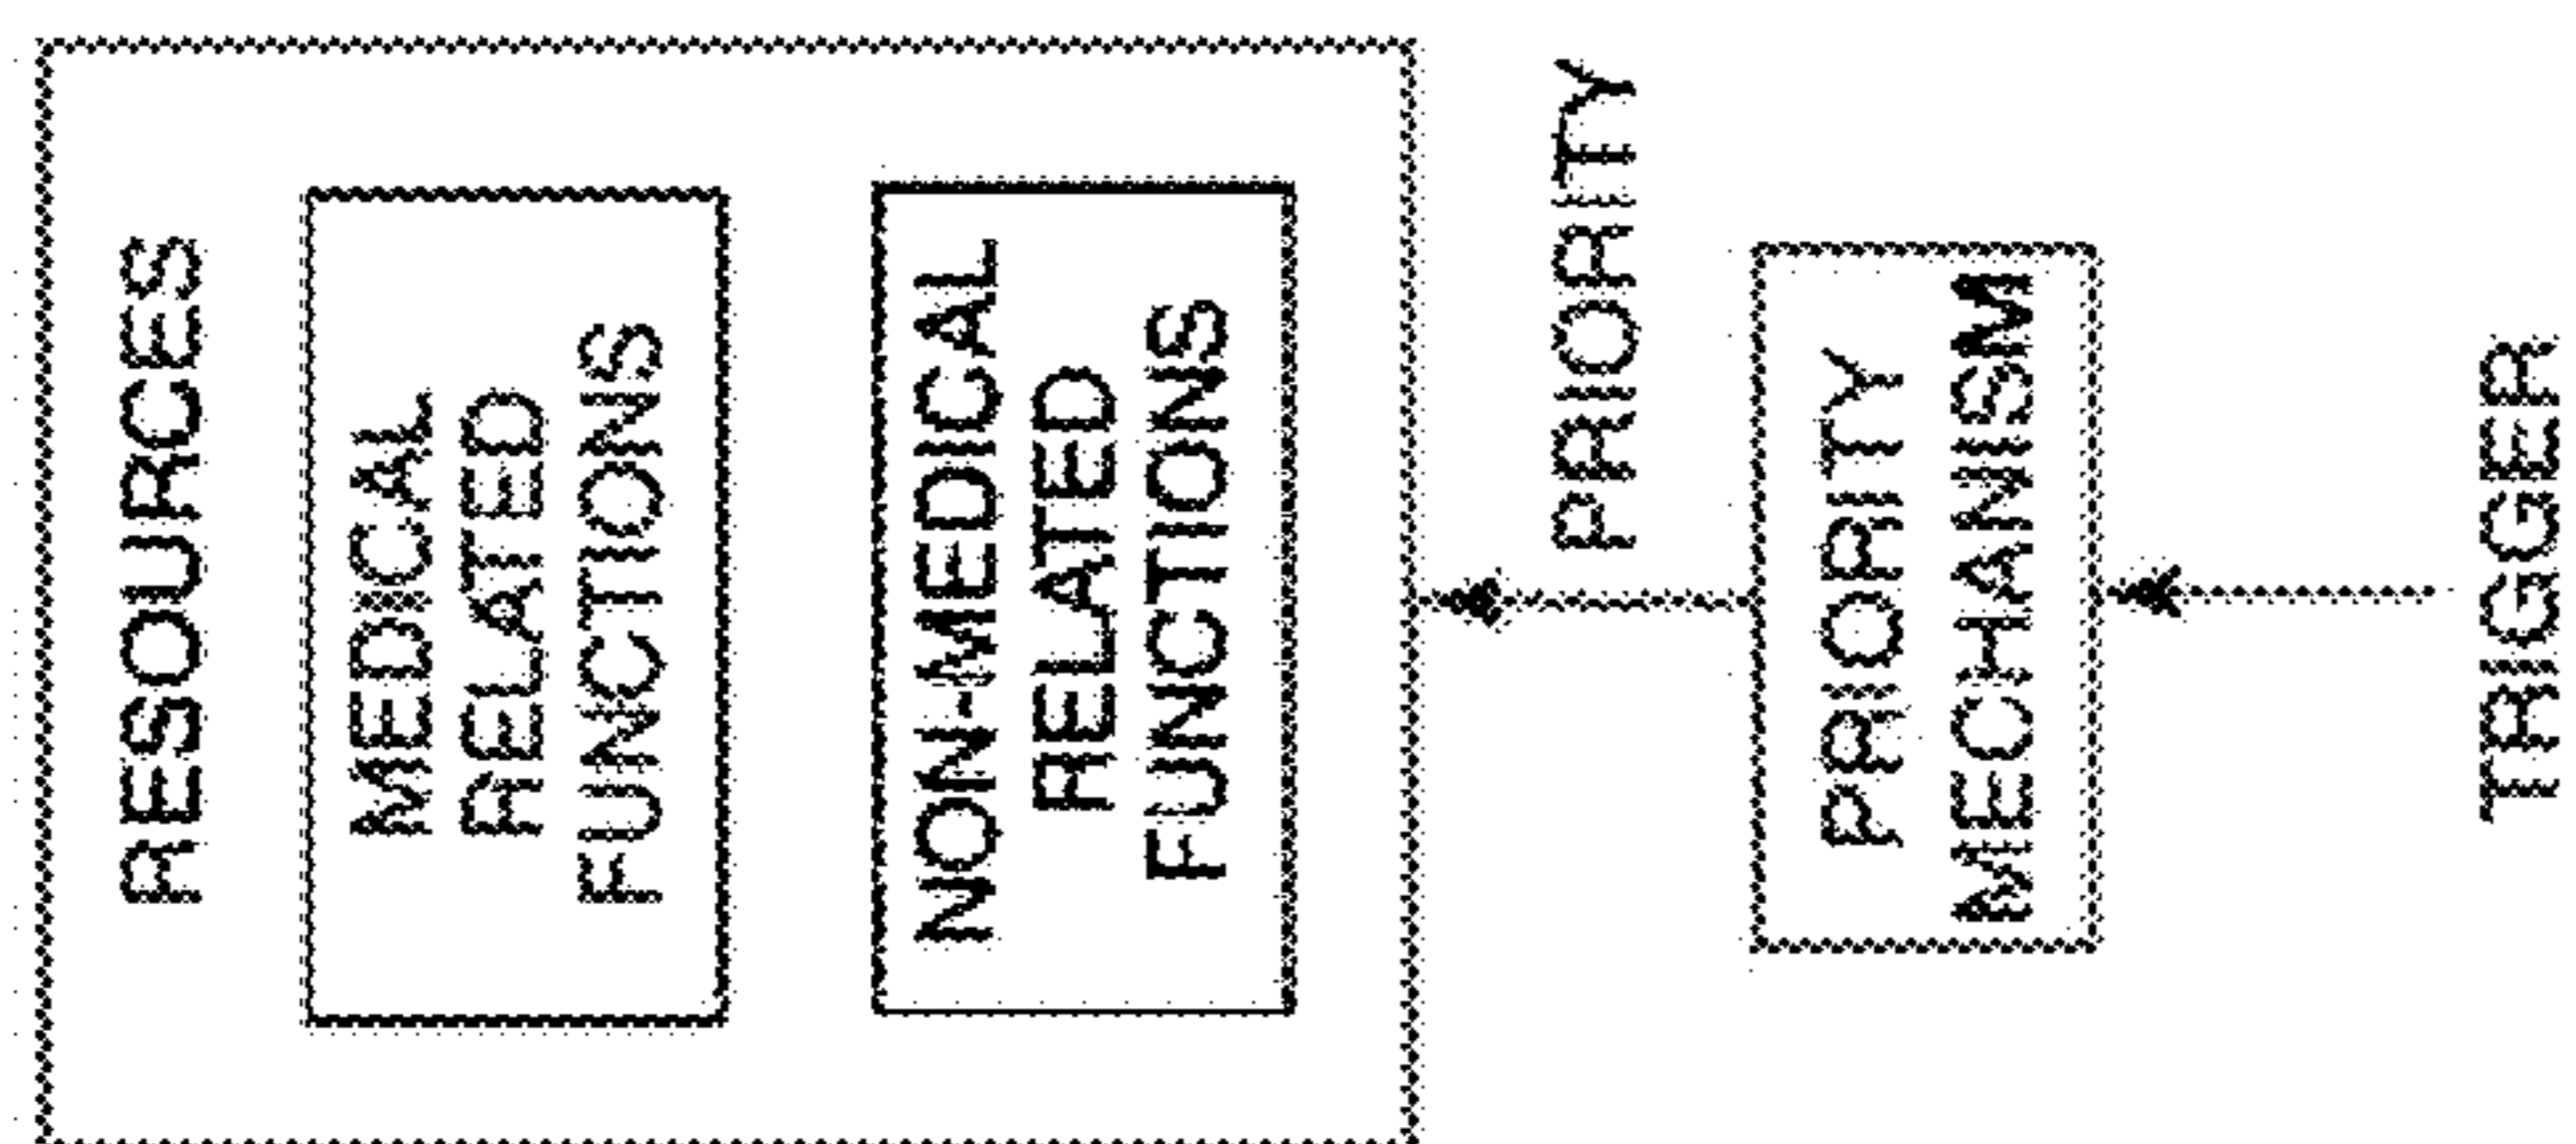 RESOURCES
MEDICAL
RELATED
FUNCTIONS
NON-MEDICAL
RELATED
FUNCTIONS
PRIORITY
PRIORITY
MECHANISM
TRIGGER